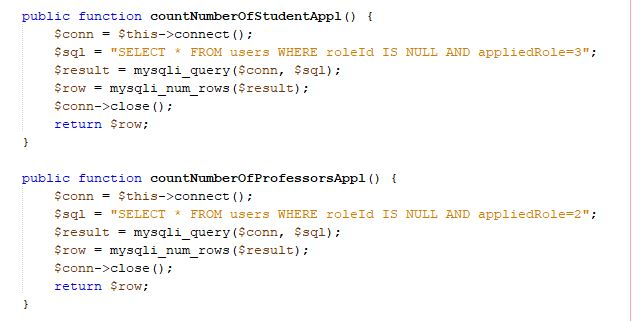 public function countNumberOfStudentAppl() {
$conn = $this->connect();
$sql = "SELECT * FROM users WHERE roleId IS NULL AND appliedRole=3";
$result = mysqli_query($conn, $sql);
$row = mysqli_num_rows($result);
$conn->close();
return $row;
}
public function countNumberOfProfessorsAppl() {
$conn = $this->connect();
$sql = "SELECT * FROM users WHERE roleId IS NULL AND appliedRole=2";
$result = mysqli_query($conn, $sql);
$row = mysqli_num_rows($result);
$conn->close();
return $row;
}